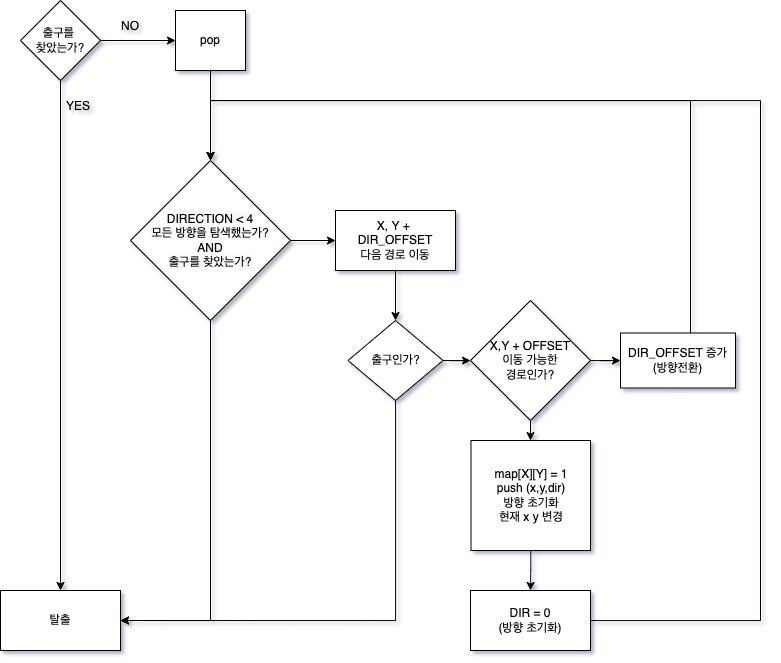 출구를
찾았는가?
NO
pop
YES
DIRECTION < 4
모든 방향을 탐색했는가?
AND
출구를 찾았는가?
X, Y +
DIR_OFFSET
다음 경로 이동
출구인가?
X,Y + OFFSET
이동 가능한
경로인가?
DIR_OFFSET 증가
(방향전환)
map[X][Y] = 1
push (x,y,dir)
방향 초기화
현재 x y 변경
탈출
DIR = 0
(방향 초기화)